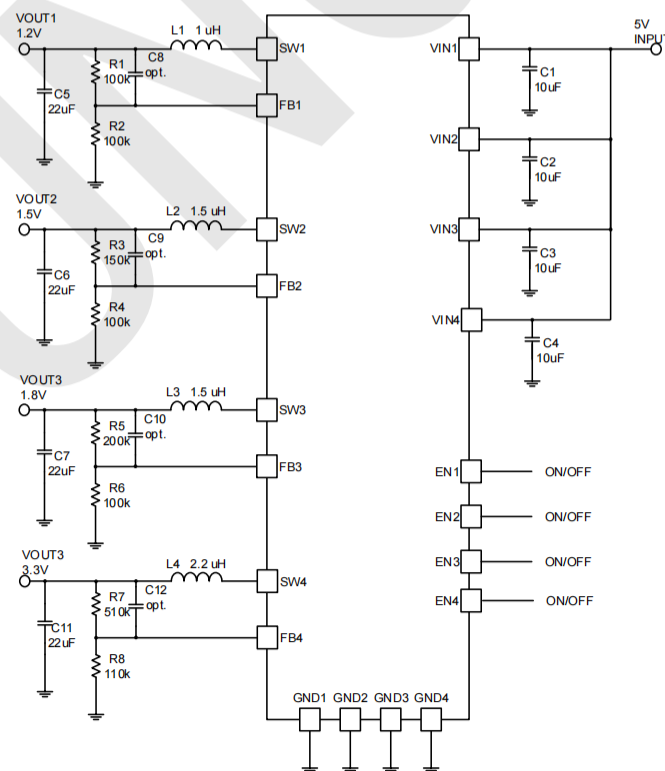 VOUT1
1.2V
L1 1 uH
SW1
R1
100k
C8
opt.
C5
22uF
FB1
R2
100k
VOUT2
1.5V
L2 1.5 uH
SW2
R3
150k
C9
opt.
C6
22uF
FB2
R4
100k
VOUT3
1.8V
L3 1.5 uH
SW3
R5
200k
C10
opt.
C7
22uF
FB3
R6
100k
VOUT3
3.3V
L4 2.2 uH
SW4
R7
510k
C12
opt.
C11
22uF
FB4
R8
110k
GND1 GND2 GND3 GND4
VIN1
5V
INPUT
C1
10uF
VIN2
C2
10uF
VIN3
C3
10uF
VIN4
C4
10uF
EN1 ON/OFF
EN2 ON/OFF
EN3 ON/OFF
EN4 ON/OFF